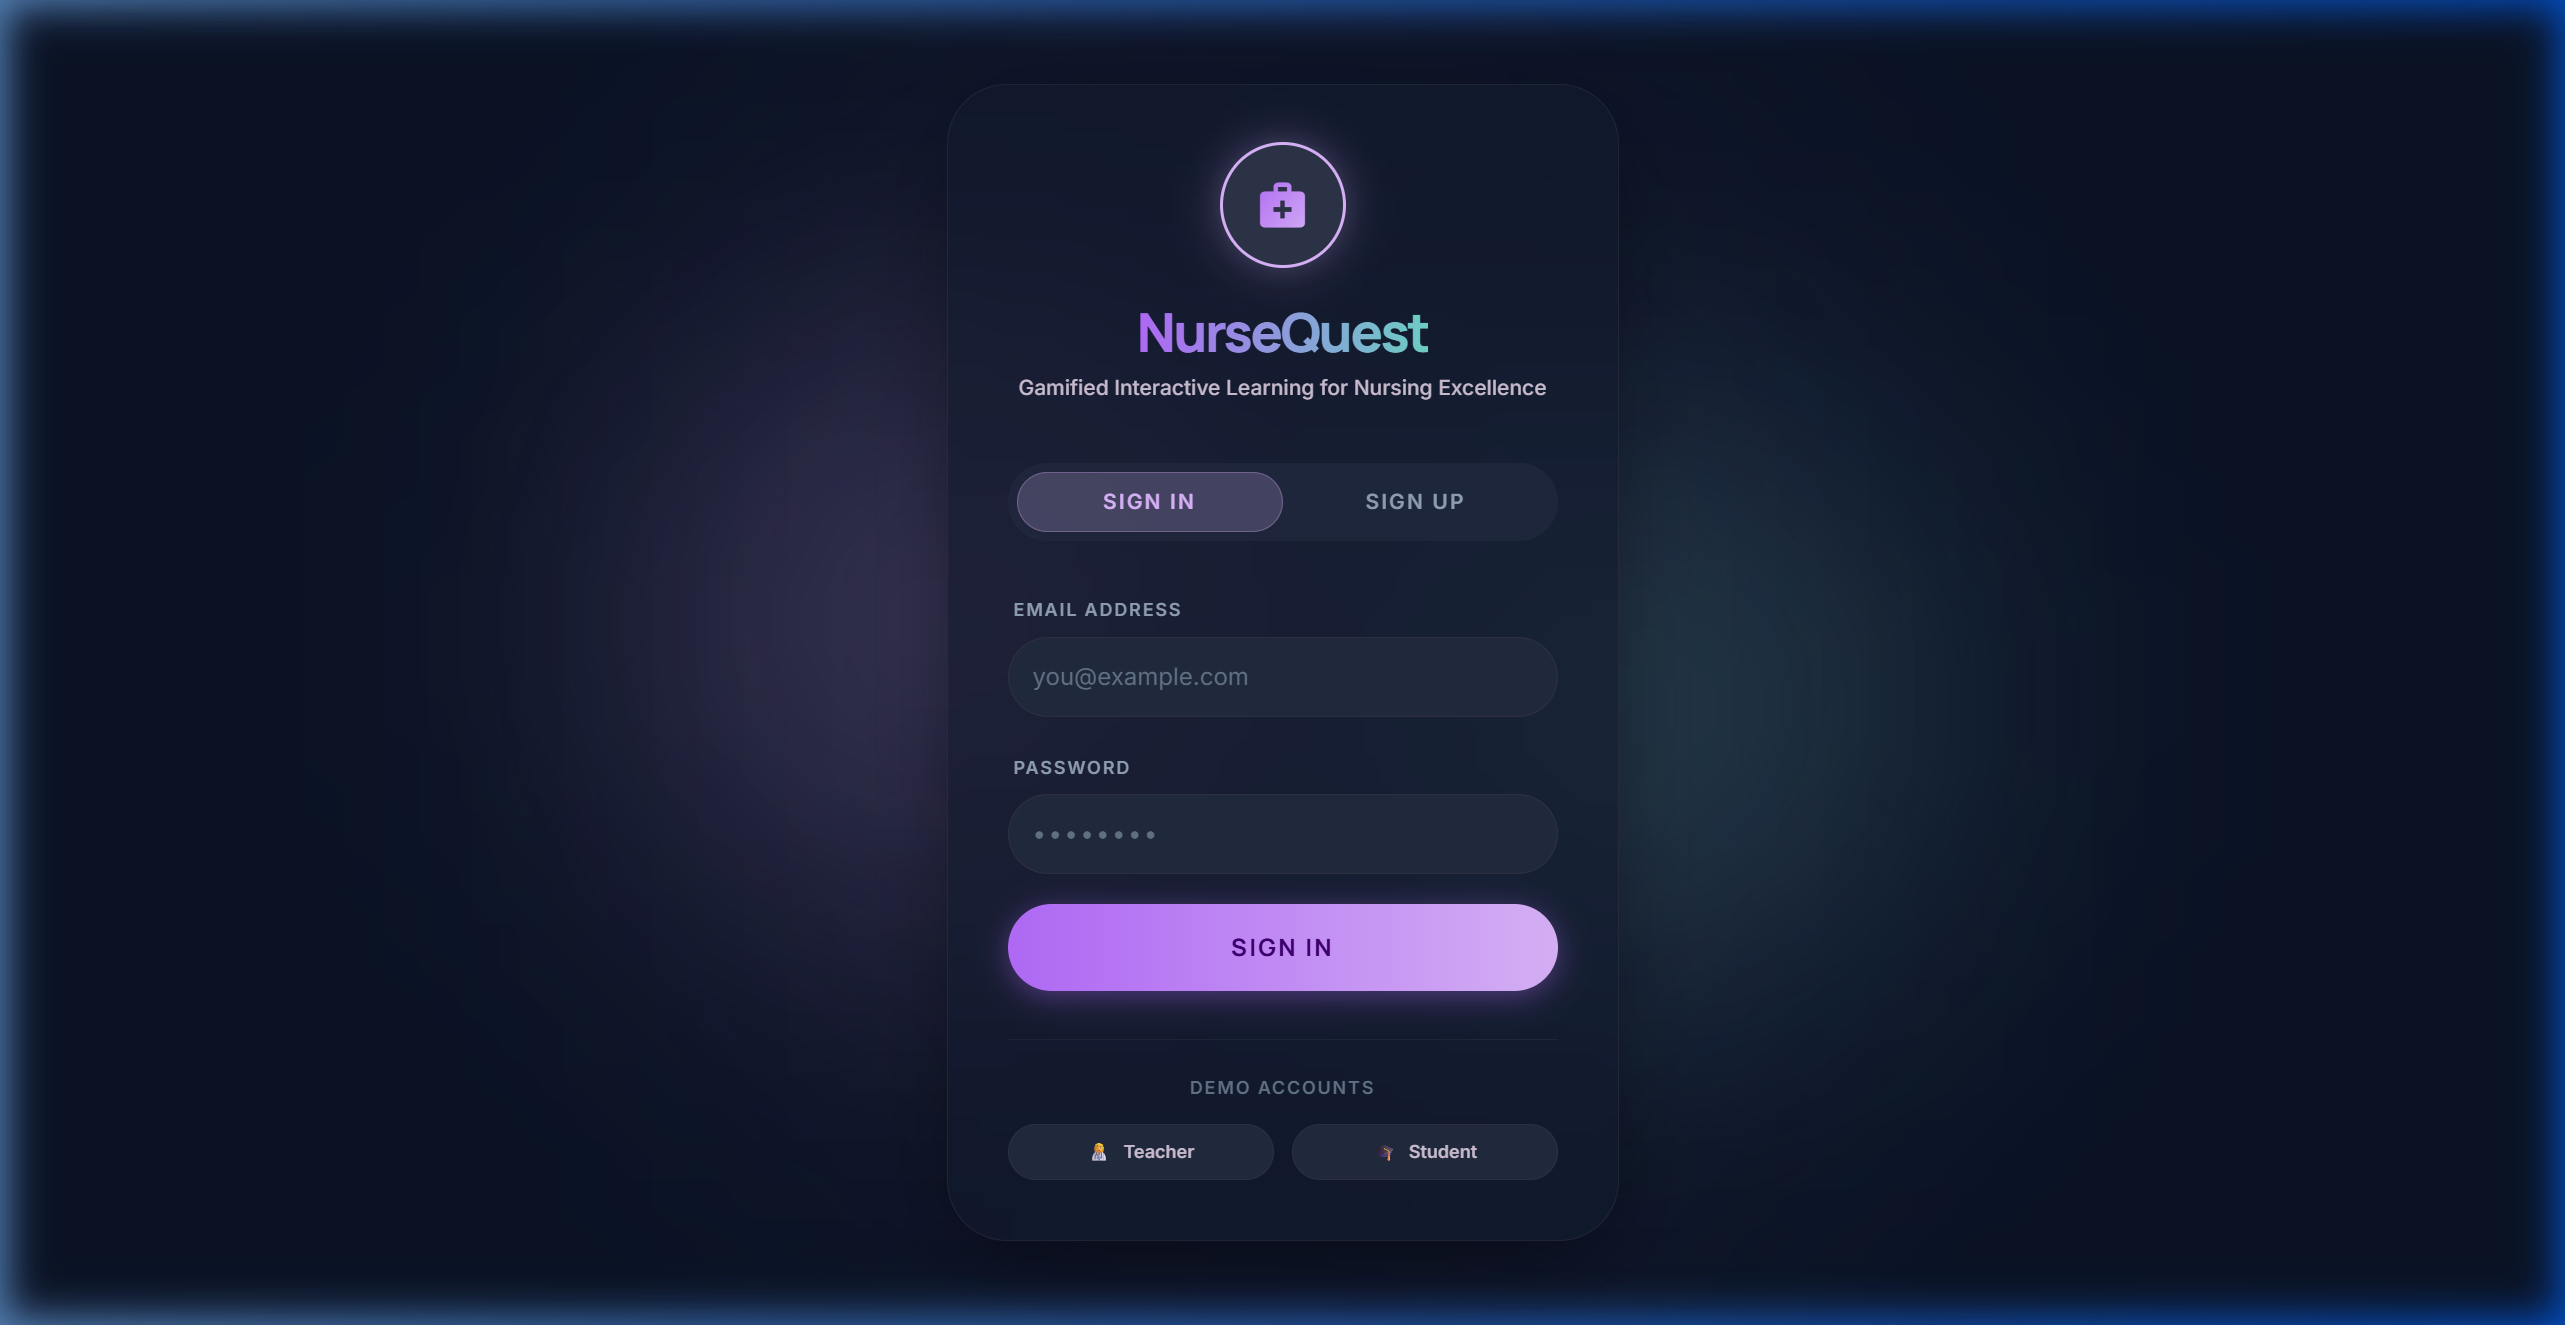 NurseQuest
Gamified Interactive Learning for Nursing Excellence
SIGN IN
SIGN UP
EMAIL ADDRESS
you@example.com
PASSWORD
••••••••
SIGN IN
DEMO ACCOUNTS
Teacher
Student